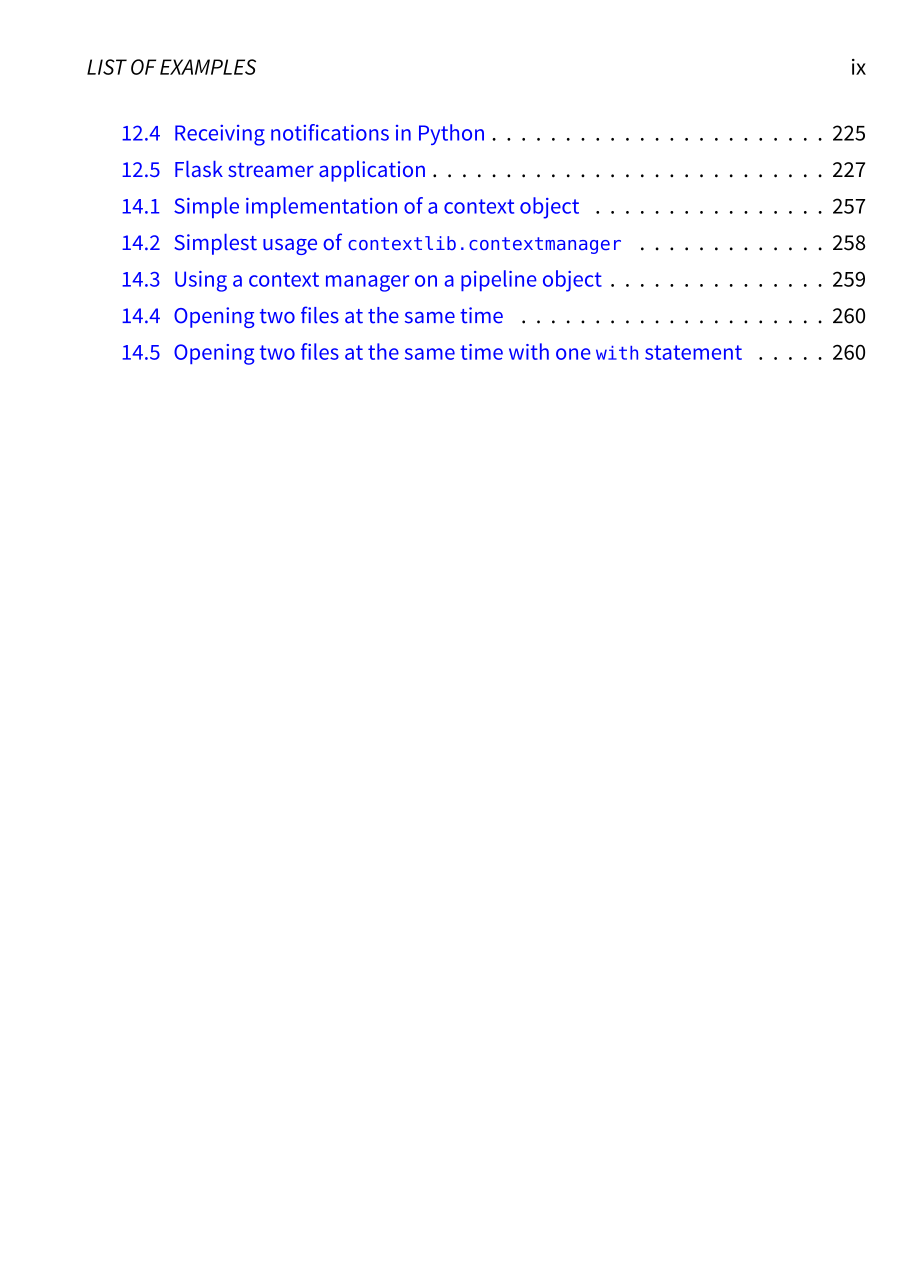 LIST OF EXAMPLES ix
12.4 Receiving notifications in Python . . . . . . . . . . . . . . . . . . . . . . . 225
12.5 Flask streamer application . . . . . . . . . . . . . . . . . . . . . . . . . . . 227
14.1 Simple implementation of a context object . . . . . . . . . . . . . . . . 257
14.2 Simplest usage of contextlib.contextmanager . . . . . . . . . . . . . 258
14.3 Using a context manager on a pipeline object . . . . . . . . . . . . . . . 259
14.4 Opening two files at the same time . . . . . . . . . . . . . . . . . . . . . 260
14.5 Opening two files at the same time with one with statement . . . . . 260